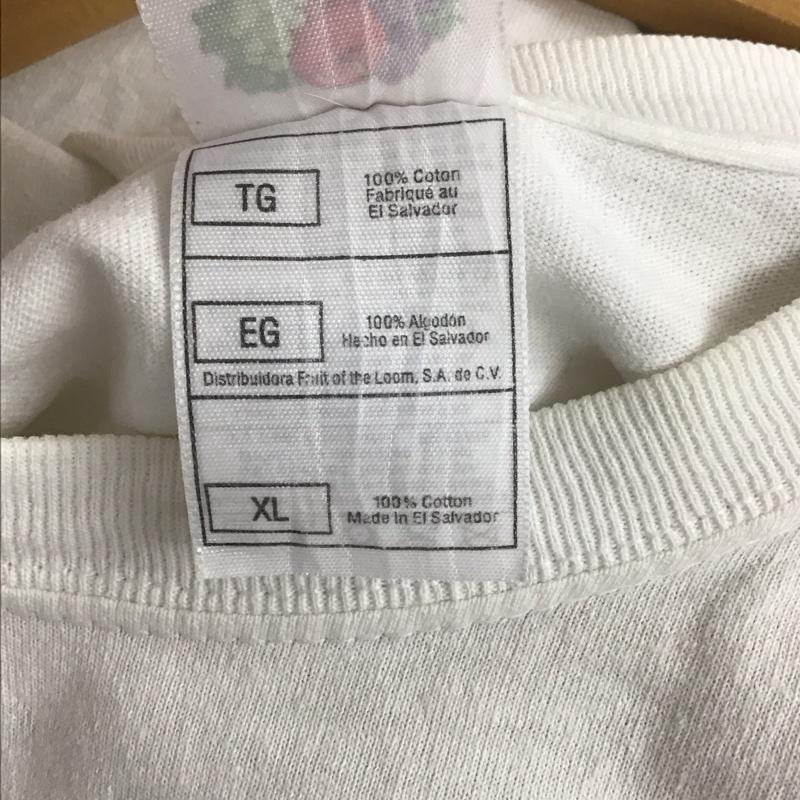 TG
100% Coton
Fabriqué au
El Salvador
EG
100% Algodón
Hecho en El Salvador
Distribuidora Fruit of the Loom, S.A. de C.V.
XL
100% Cotton
Made in El Salvador